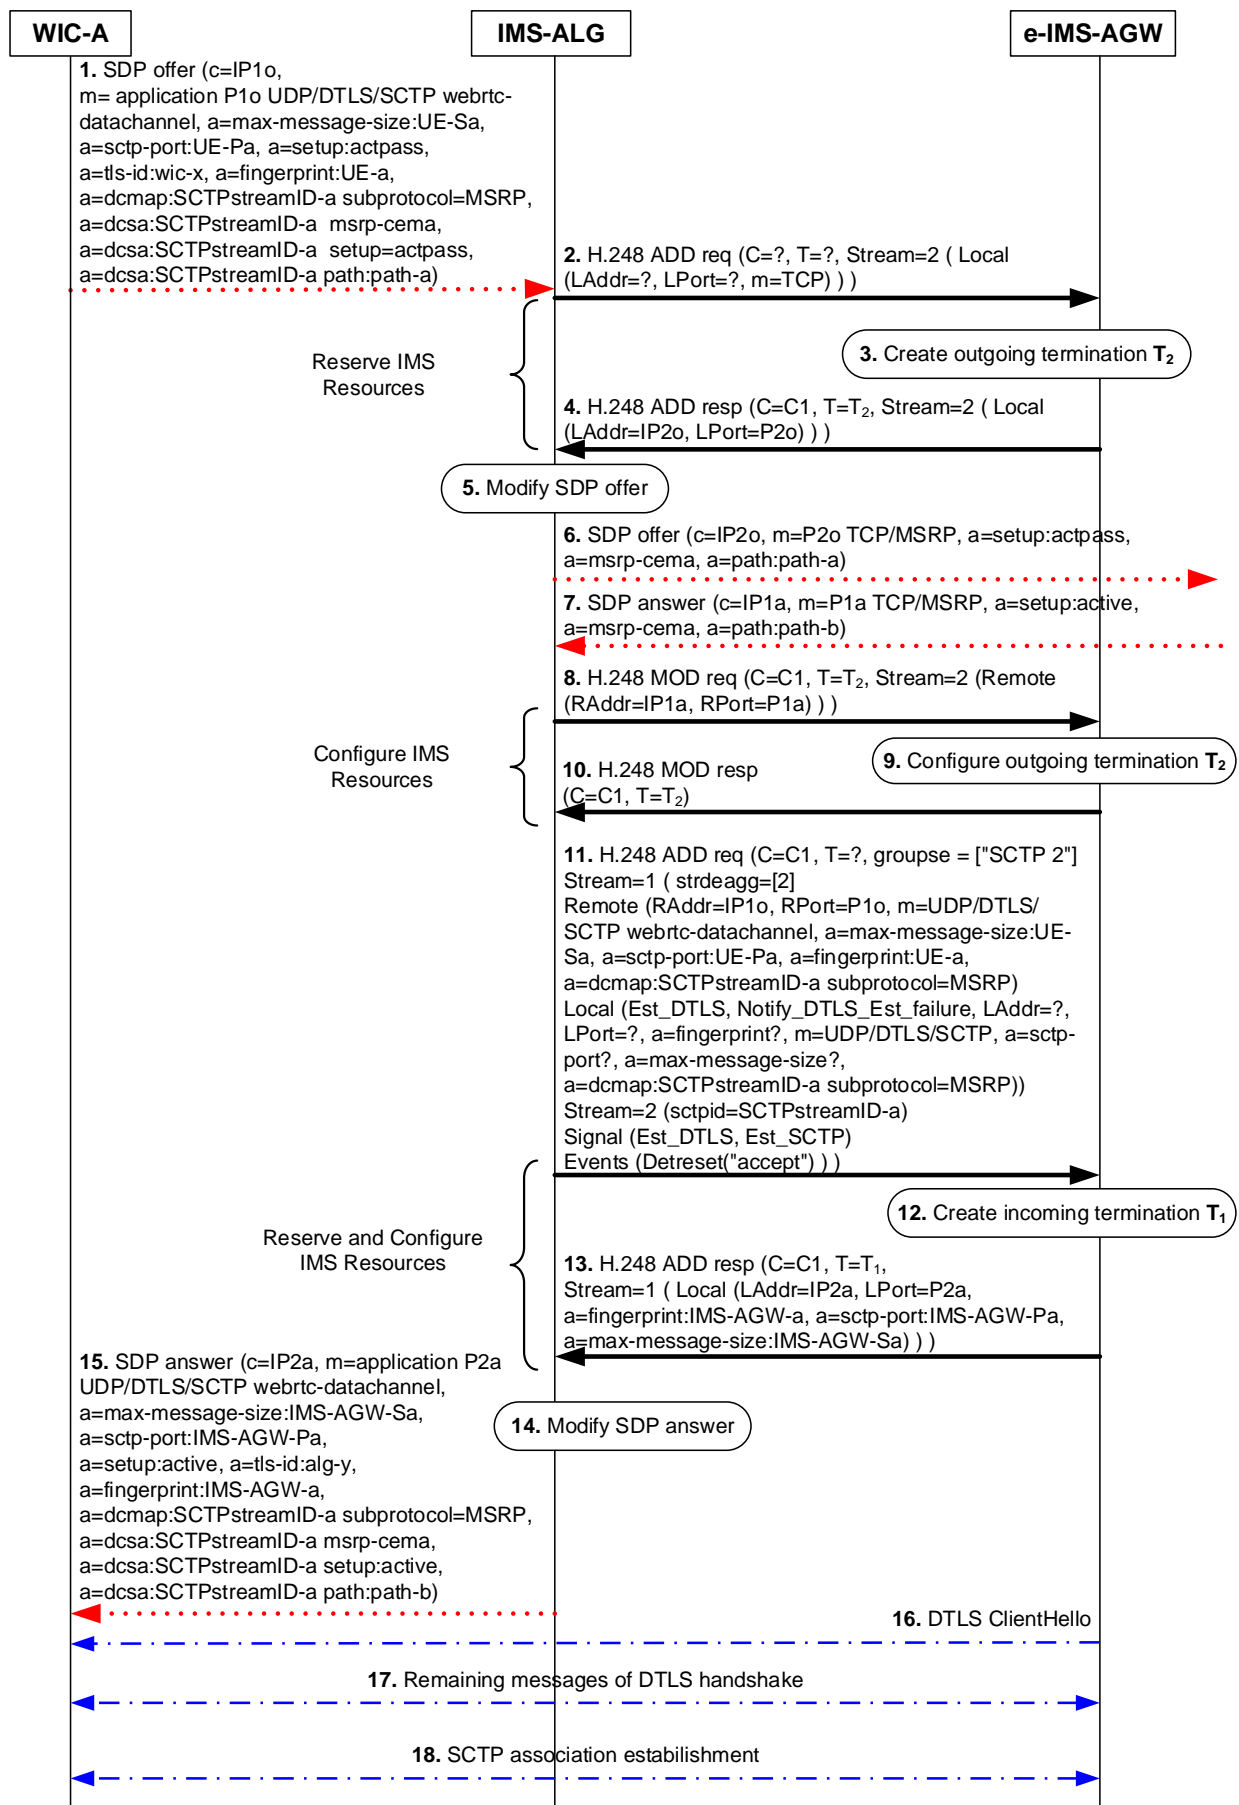 WIC-A
IMS-ALG
e-IMS-AGW
1. SDP offer (c=IP1o,
m= application P1o UDP/DTLS/SCTP webrtc-
datachannel, a=max-message-size:UE-Sa,
a=sctp-port:UE-Pa, a=setup:actpass,
a=tls-id:wic-x, a=fingerprint:UE-a,
a=dcmap:SCTPstreamID-a subprotocol=MSRP,
a=dcsa:SCTPstreamID-a  msrp-cema,
a=dcsa:SCTPstreamID-a  setup=actpass,
a=dcsa:SCTPstreamID-a path:path-a)
2. H.248 ADD req (C=?, T=?, Stream=2 ( Local
(LAddr=?, LPort=?, m=TCP) ) )
3. Create outgoing termination T2
Reserve IMS
Resources
4. H.248 ADD resp (C=C1, T=T2, Stream=2 ( Local
(LAddr=IP2o, LPort=P2o) ) )
5. Modify SDP offer
6. SDP offer (c=IP2o, m=P2o TCP/MSRP, a=setup:actpass,
a=msrp-cema, a=path:path-a)
7. SDP answer (c=IP1a, m=P1a TCP/MSRP, a=setup:active,
a=msrp-cema, a=path:path-b)
8. H.248 MOD req (C=C1, T=T2, Stream=2 (Remote
(RAddr=IP1a, RPort=P1a) ) )
Configure IMS
Resources
9. Configure outgoing termination T2
10. H.248 MOD resp
(C=C1, T=T2)
11. H.248 ADD req (C=C1, T=?, groupse = ["SCTP 2"]
Stream=1 ( strdeagg=[2]
Remote (RAddr=IP1o, RPort=P1o, m=UDP/DTLS/
SCTP webrtc-datachannel, a=max-message-size:UE-
Sa, a=sctp-port:UE-Pa, a=fingerprint:UE-a,
a=dcmap:SCTPstreamID-a subprotocol=MSRP)
Local (Est_DTLS, Notify_DTLS_Est_failure, LAddr=?,
LPort=?, a=fingerprint?, m=UDP/DTLS/SCTP, a=sctp-
port?, a=max-message-size?,
a=dcmap:SCTPstreamID-a subprotocol=MSRP))
Stream=2 (sctpid=SCTPstreamID-a)
Signal (Est_DTLS, Est_SCTP)
Events (Detreset("accept") ) )
12. Create incoming termination T1
Reserve and Configure
IMS Resources
13. H.248 ADD resp (C=C1, T=T1,
Stream=1 ( Local (LAddr=IP2a, LPort=P2a,
a=fingerprint:IMS-AGW-a, a=sctp-port:IMS-AGW-Pa,
a=max-message-size:IMS-AGW-Sa) ) )
14. Modify SDP answer
15. SDP answer (c=IP2a, m=application P2a
UDP/DTLS/SCTP webrtc-datachannel,
a=max-message-size:IMS-AGW-Sa,
a=sctp-port:IMS-AGW-Pa,
a=setup:active, a=tls-id:alg-y,
a=fingerprint:IMS-AGW-a,
a=dcmap:SCTPstreamID-a subprotocol=MSRP,
a=dcsa:SCTPstreamID-a msrp-cema,
a=dcsa:SCTPstreamID-a setup:active,
a=dcsa:SCTPstreamID-a path:path-b)
16. DTLS ClientHello
17. Remaining messages of DTLS handshake
18. SCTP association estabilishment